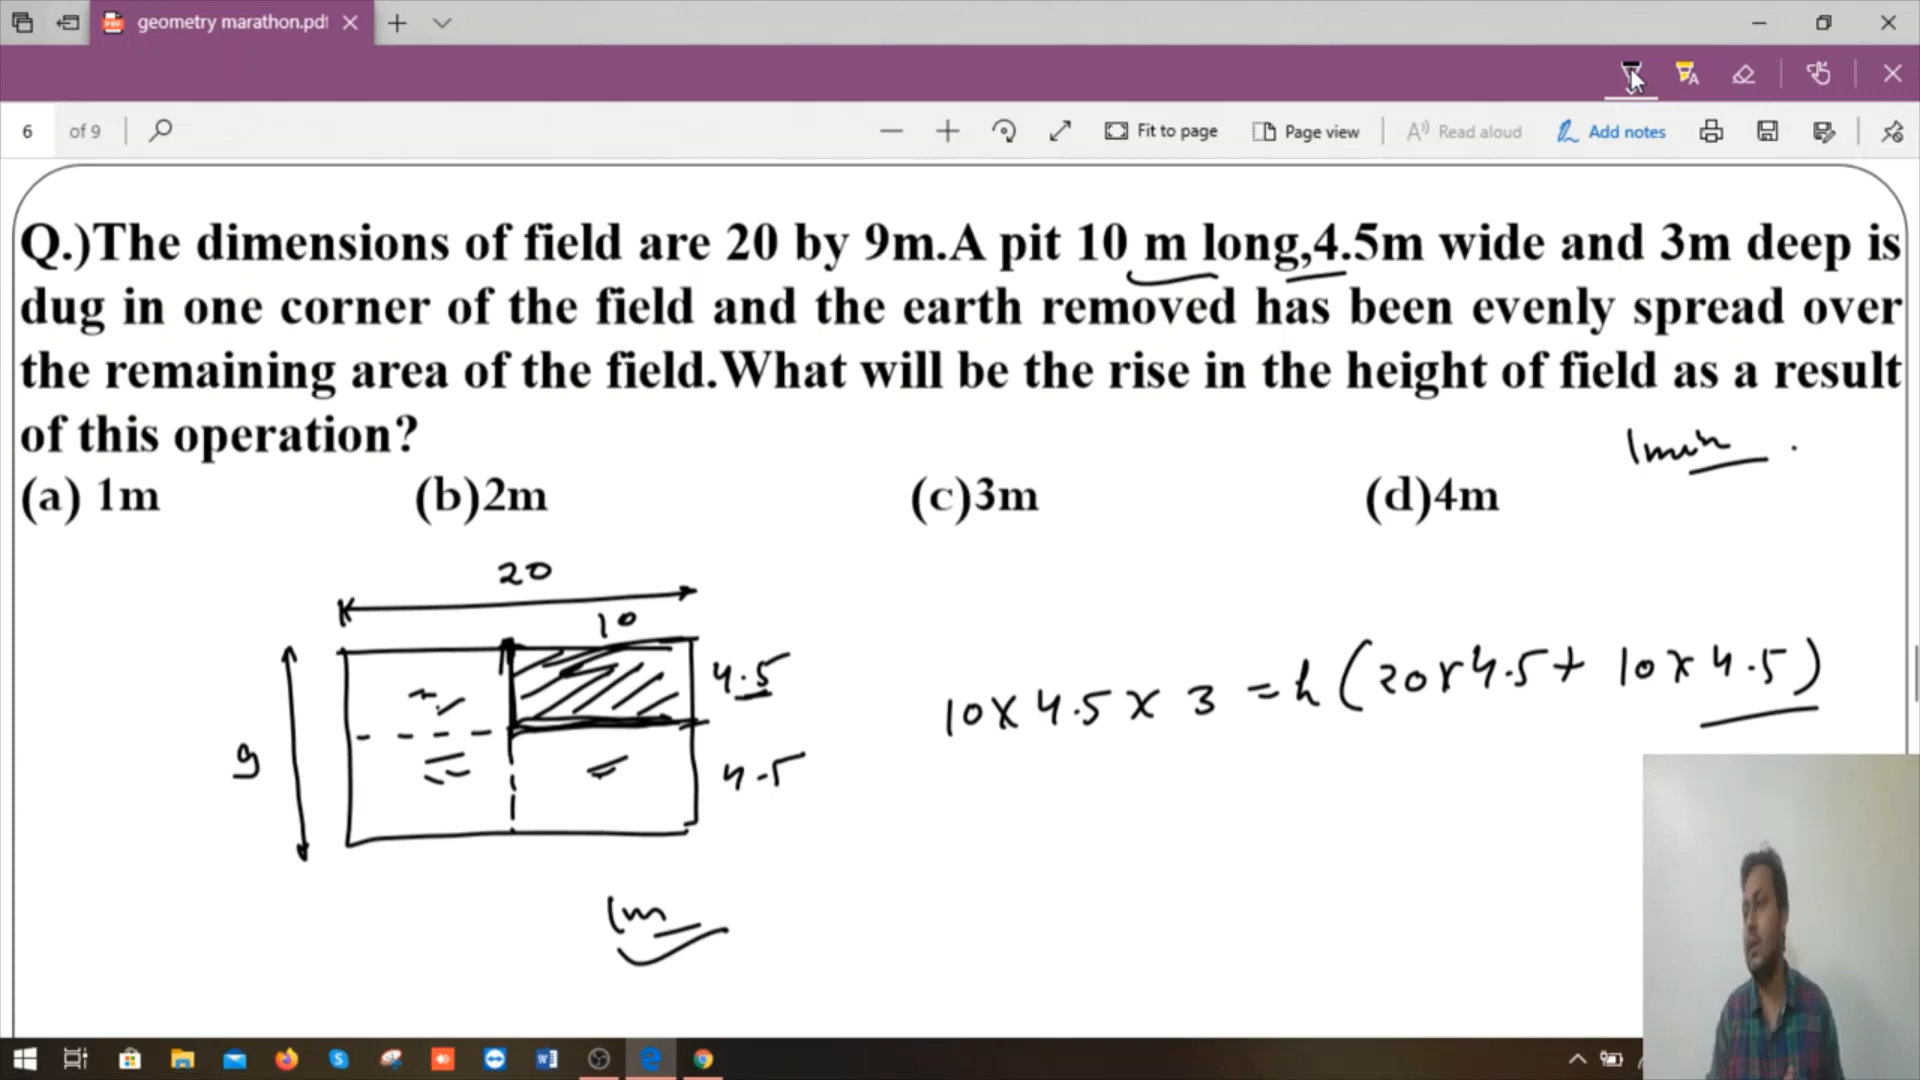 geometry marathon.pdf
6 of 9 Fit to page Page view Read aloud Add notes
Q.)The dimensions of field are 20 by 9m.A pit 10 m long,4.5m wide and 3m deep is
dug in one corner of the field and the earth removed has been evenly spread over
the remaining area of the field.What will be the rise in the height of field as a result
of this operation?
1min
(a) 1m (b)2m (c)3m (d)4m
20
10
4.5
10 x 4.5 x 3 = h (20 x 4.5 + 10 x 4.5)
9
4.5
1m